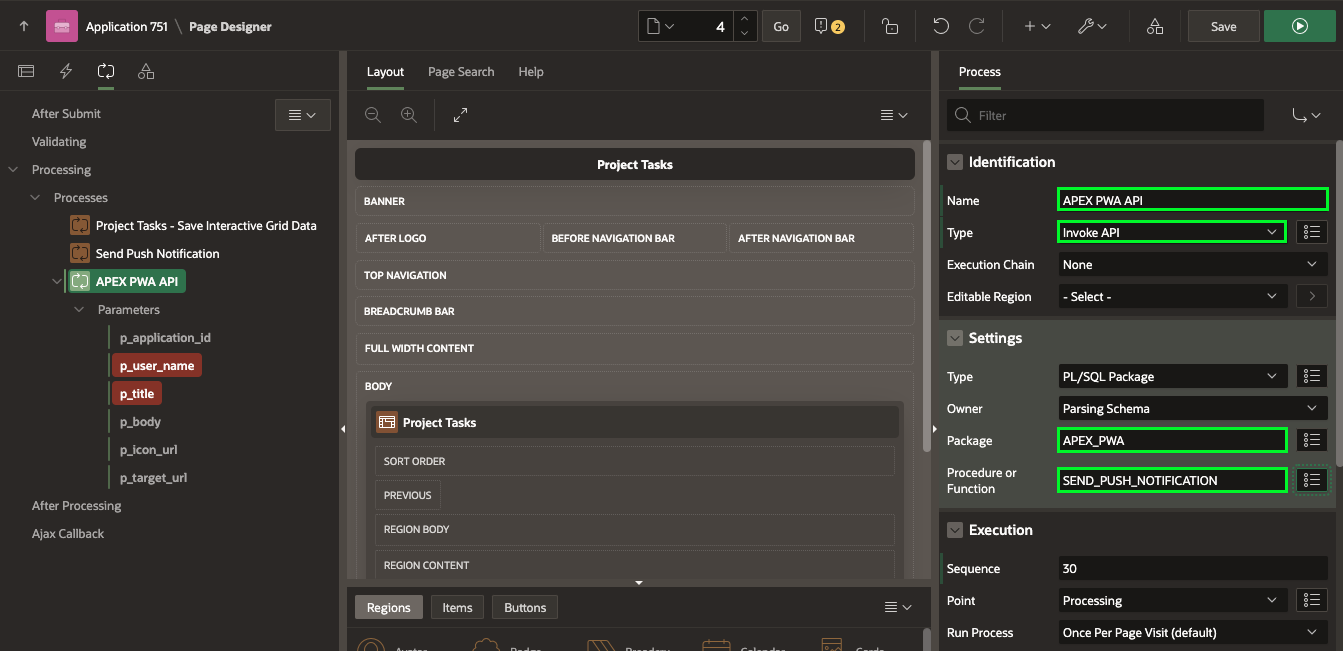 Application 751 \ Page Designer
4
Go
2
Save
After Submit
Validating
Processing
Processes
Project Tasks - Save Interactive Grid Data
Send Push Notification
APEX PWA API
Parameters
p_application_id
p_user_name
p_title
p_body
p_icon_url
p_target_url
After Processing
Ajax Callback
Layout Page Search Help
Project Tasks
BANNER
AFTER LOGO BEFORE NAVIGATION BAR AFTER NAVIGATION BAR
TOP NAVIGATION
BREADCRUMB BAR
FULL WIDTH CONTENT
BODY
Project Tasks
SORT ORDER
PREVIOUS
REGION BODY
REGION CONTENT
Regions Items Buttons
Process
Filter
Identification
Name APEX PWA API
Type Invoke API
Execution Chain None
Editable Region - Select -
Settings
Type PL/SQL Package
Owner Parsing Schema
Package APEX_PWA
Procedure or
Function SEND_PUSH_NOTIFICATION
Execution
Sequence 30
Point Processing
Run Process Once Per Page Visit (default)